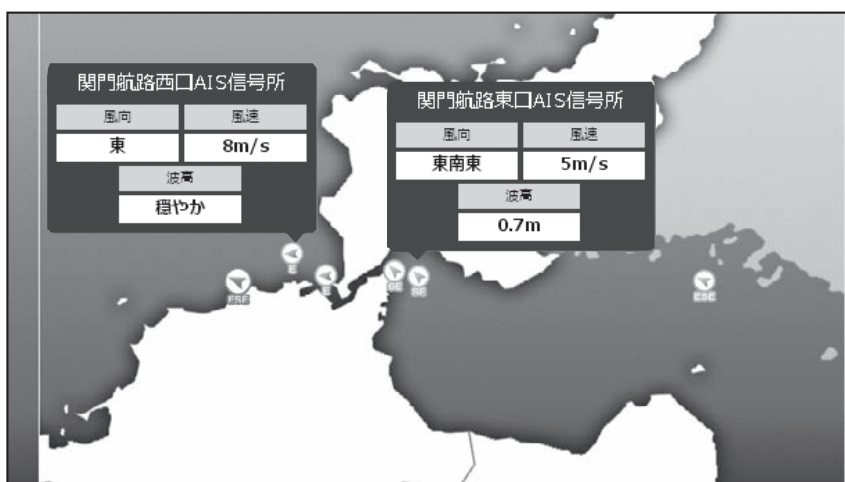 関門航路西口AIS信号所
風向 風速
東 8m/s
波高
穏やか
関門航路東口AIS信号所
風向 風速
東南東 5m/s
波高
0.7m
E
ESE
E
SE
SE
ESE